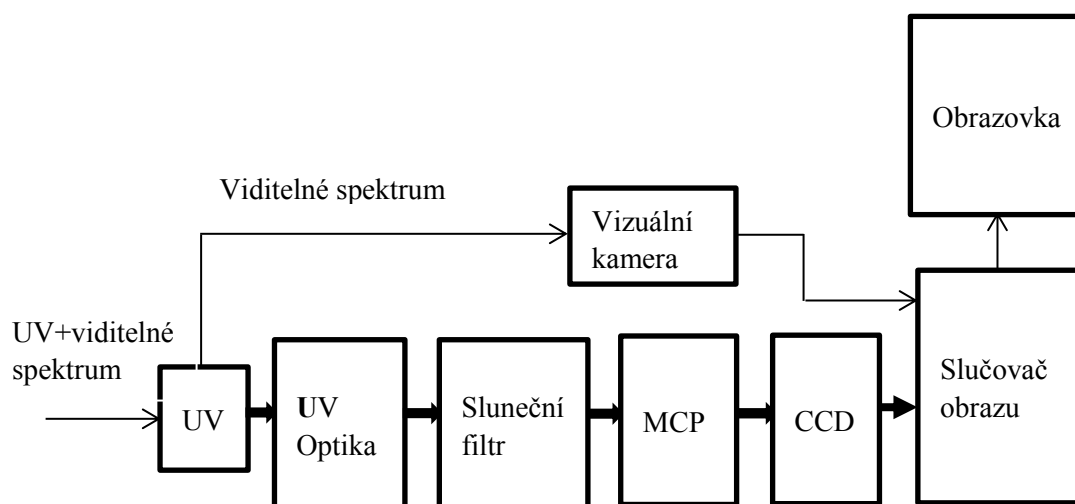 Obrazovka
Viditelné spektrum
Vizuální
kamera
UV+viditelné
spektrum
UV
UV
Optika
Sluneční
filtr
MCP
CCD
Slučovač
obrazu